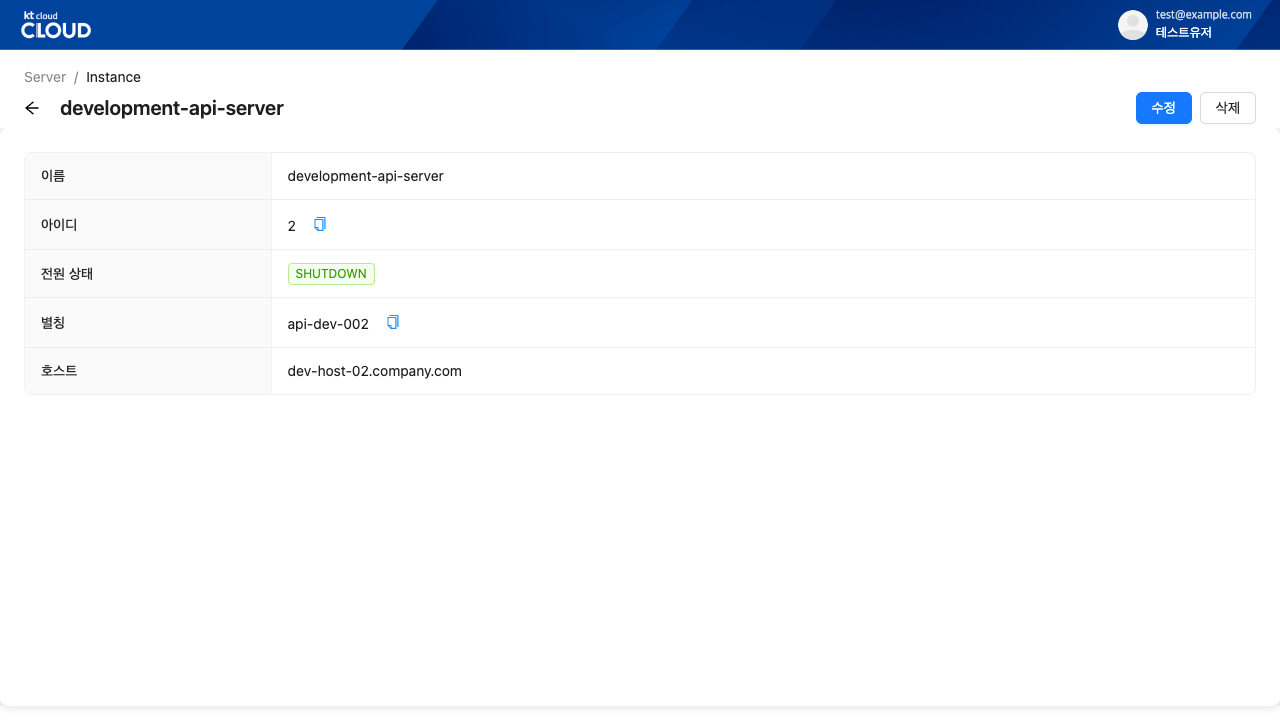 kt cloud
CLOUD
test@example.com
테스트유저
Server / Instance
development-api-server
수정
삭제
이름
development-api-server
아이디
2
전원 상태
SHUTDOWN
별칭
api-dev-002
호스트
dev-host-02.company.com